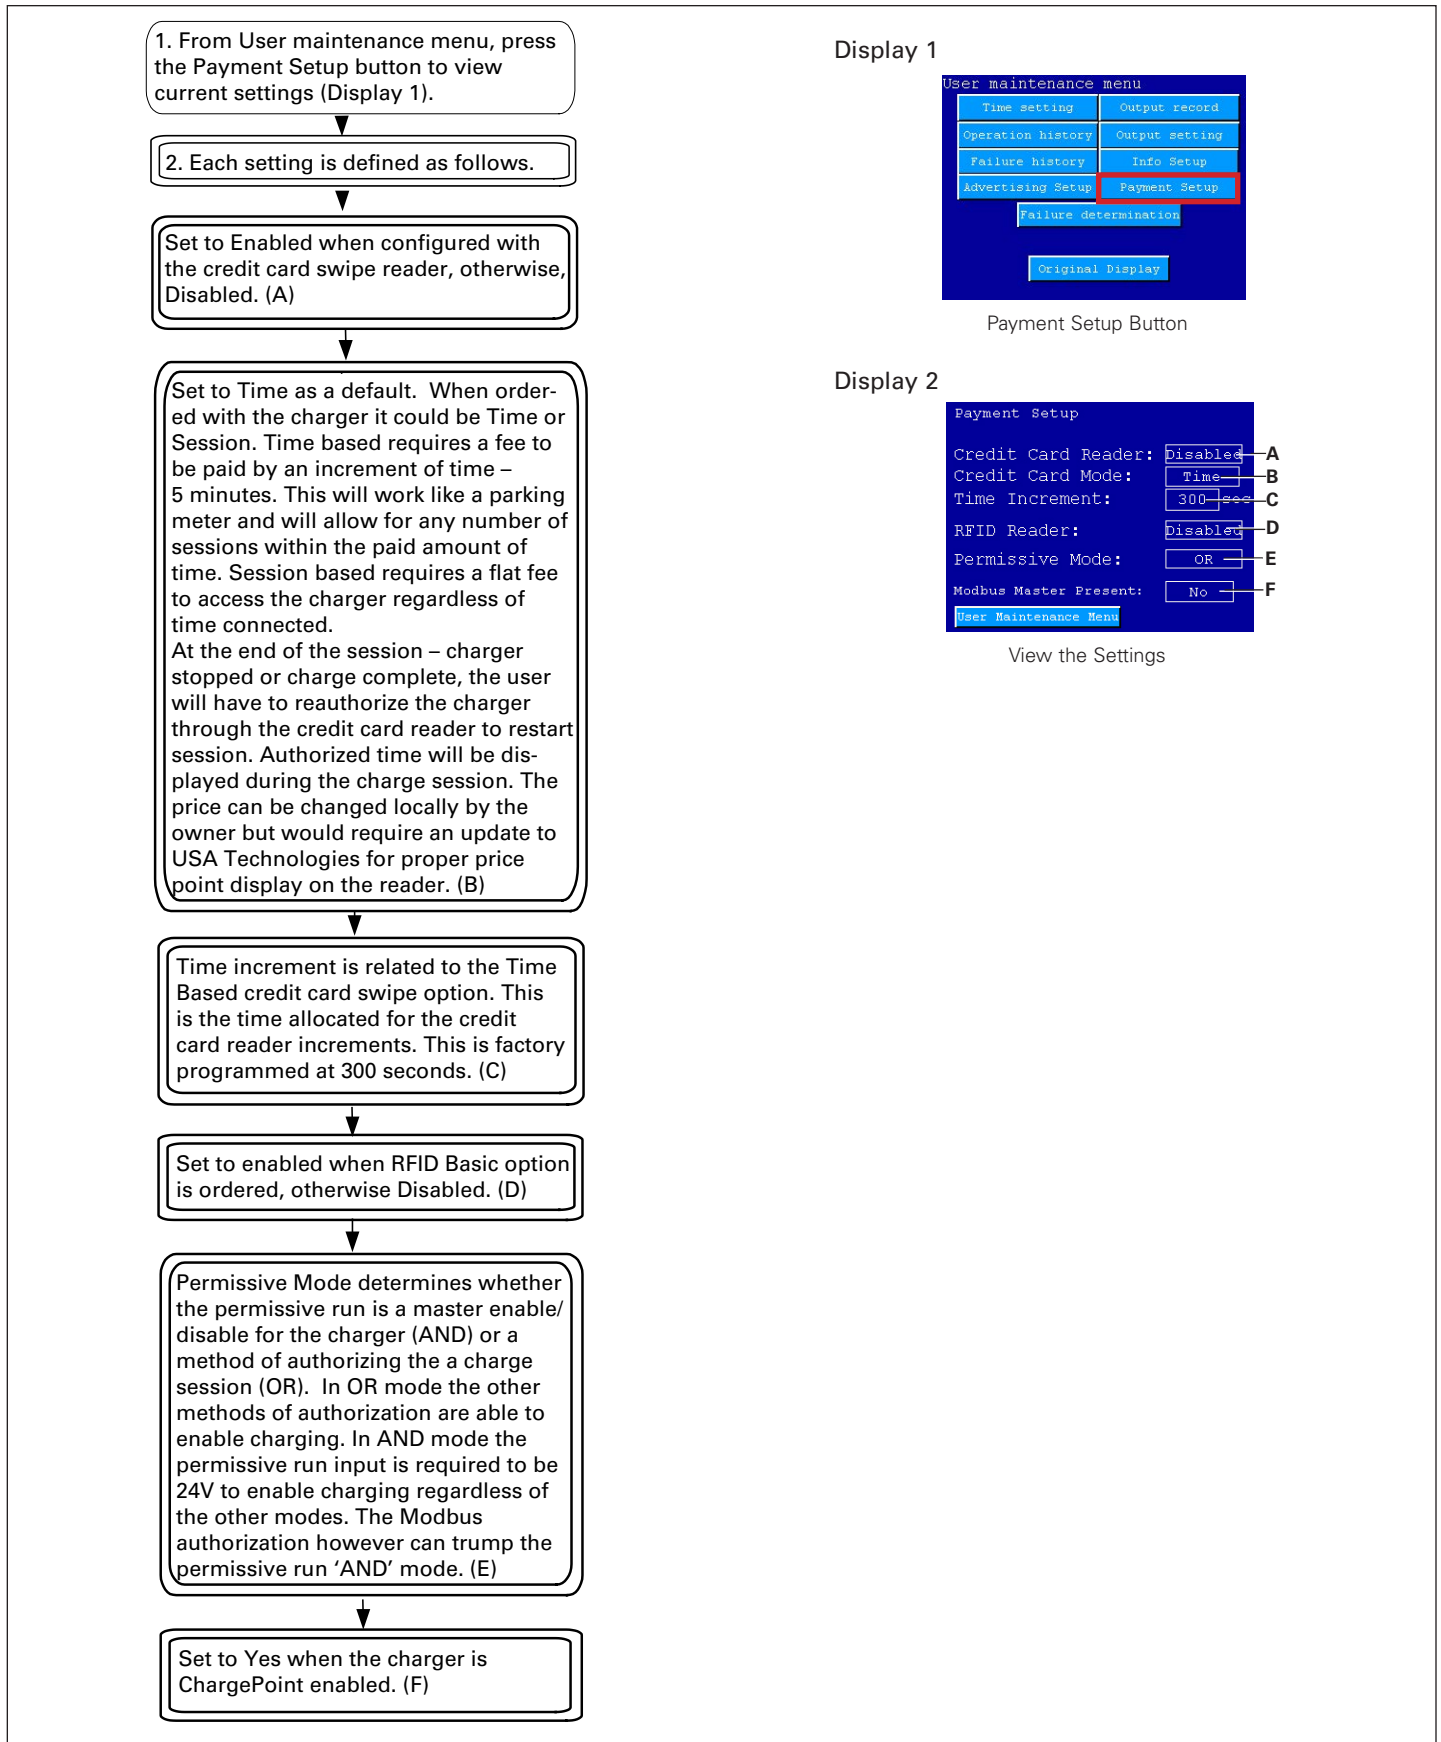 1. From User maintenance menu, press
the Payment Setup button to view
current settings (Display 1).
2. Each setting is defined as follows.
Set to Enabled when configured with
the credit card swipe reader, otherwise,
Disabled. (A)
Set to Time as a default.  When order-
ed with the charger it could be Time or
Session. Time based requires a fee to
be paid by an increment of time –
5 minutes. This will work like a parking
meter and will allow for any number of
sessions within the paid amount of
time. Session based requires a flat fee
to access the charger regardless of
time connected.
At the end of the session – charger
stopped or charge complete, the user
will have to reauthorize the charger
through the credit card reader to restart
session. Authorized time will be dis-
played during the charge session. The
price can be changed locally by the
owner but would require an update to
USA Technologies for proper price
point display on the reader. (B)
Time increment is related to the Time
Based credit card swipe option. This
is the time allocated for the credit
card reader increments. This is factory
programmed at 300 seconds. (C)
Set to enabled when RFID Basic option
is ordered, otherwise Disabled. (D)
Permissive Mode determines whether
the permissive run is a master enable/
disable for the charger (AND) or a
method of authorizing the a charge
session (OR).  In OR mode the other
methods of authorization are able to
enable charging. In AND mode the
permissive run input is required to be
24V to enable charging regardless of
the other modes. The Modbus
authorization however can trump the
permissive run ‘AND’ mode. (E)
Set to Yes when the charger is
ChargePoint enabled. (F)
Display 1
User maintenance menu
Time setting Output record
Operation history Output setting
Failure history Info Setup
Advertising Setup Payment Setup
Failure determination
Original Display
Payment Setup Button
Display 2
Payment Setup
Credit Card Reader: Disabled A
Credit Card Mode: Time B
Time Increment: 300 sec C
RFID Reader: Disabled D
Permissive Mode: OR E
Modbus Master Present: No F
User Maintenance Menu
View the Settings